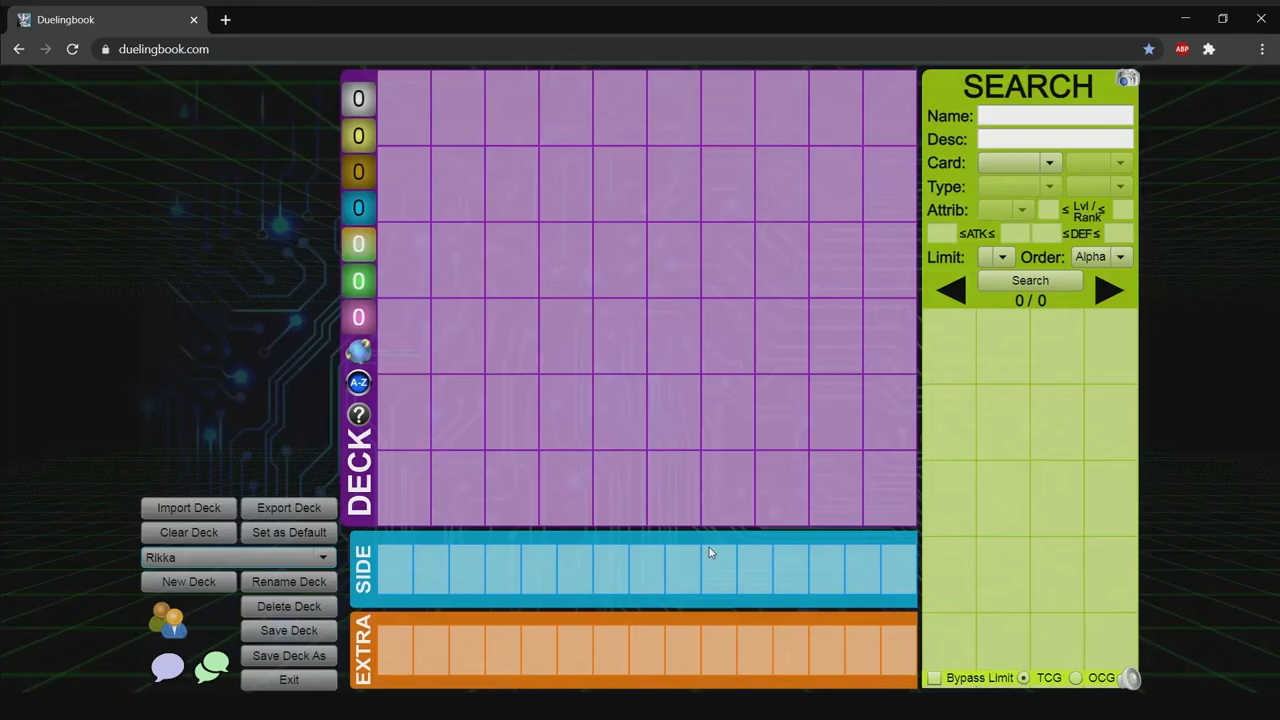 Duelingbook
duelingbook.com
ABP
0
0
0
0
0
0
0
A-Z
?
DECK
SIDE
EXTRA
Import Deck
Export Deck
Clear Deck
Set as Default
Rikka
New Deck
Rename Deck
Delete Deck
Save Deck
Save Deck As
Exit
SEARCH
Name:
Desc:
Card:
Type:
Attrib: ≤ Lvl / Rank ≤
≤ATK≤ ≤DEF≤
Limit: Order: Alpha
Search
0 / 0
Bypass Limit TCG OCG